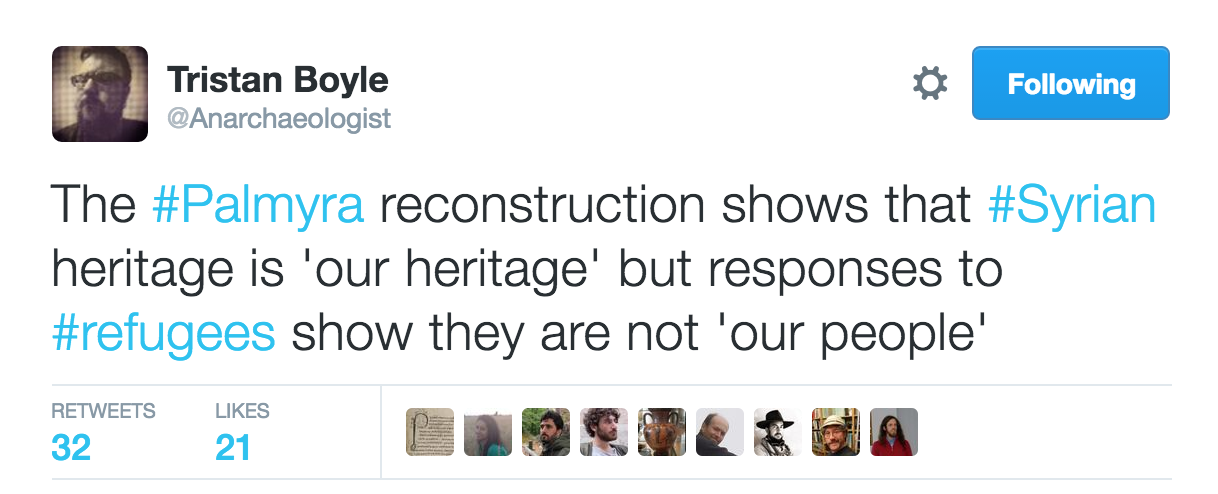 Tristan Boyle
@Anarchaeologist
Following
The #Palmyra reconstruction shows that #Syrian
heritage is 'our heritage' but responses to
#refugees show they are not 'our people'
RETWEETS LIKES
32 21